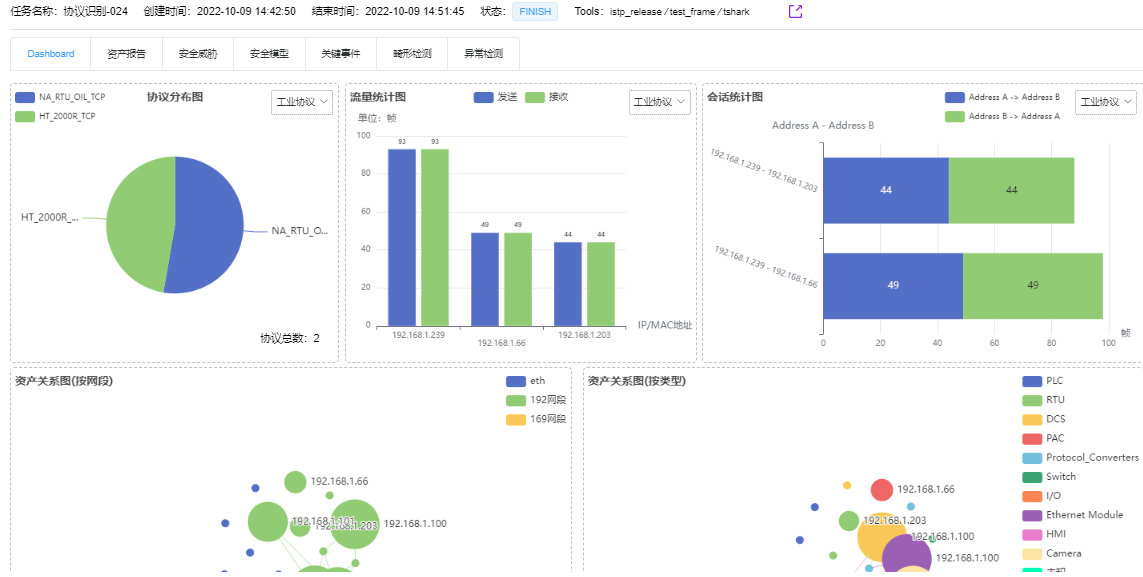 任务名称：协议识别-024 创建时间：2022-10-09 14:42:50 结束时间：2022-10-09 14:51:45 状态：FINISH Tools：istp_release / test_frame / tshark
Dashboard 资产报告 安全威胁 安全模型 关键事件 畸形检测 异常检测
NA_RTU_OIL_TCP
HT_2000R_TCP
协议分布图
工业协议
HT_2000R_...
NA_RTU_O...
协议总数：2
流量统计图
发送 接收
工业协议
单位：帧
100
80
60
40
20
0
93 93
49 49
44 44
192.168.1.239
192.168.1.66
192.168.1.203
IP/MAC地址
会话统计图
Address A -> Address B
Address B -> Address A
工业协议
Address A - Address B
192.168.1.239 - 192.168.1.203
44 44
192.168.1.239 - 192.168.1.66
49 49
0 20 40 60 80 100
帧
资产关系图(按网段)
eth
192网段
169网段
192.168.1.66
192.168.1.101
192.168.1.203
192.168.1.100
资产关系图(按类型)
PLC
RTU
DCS
PAC
Protocol_Converters
Switch
I/O
Ethernet Module
HMI
Camera
192.168.1.66
192.168.1.203
192.168.1.100
192.168.1.100